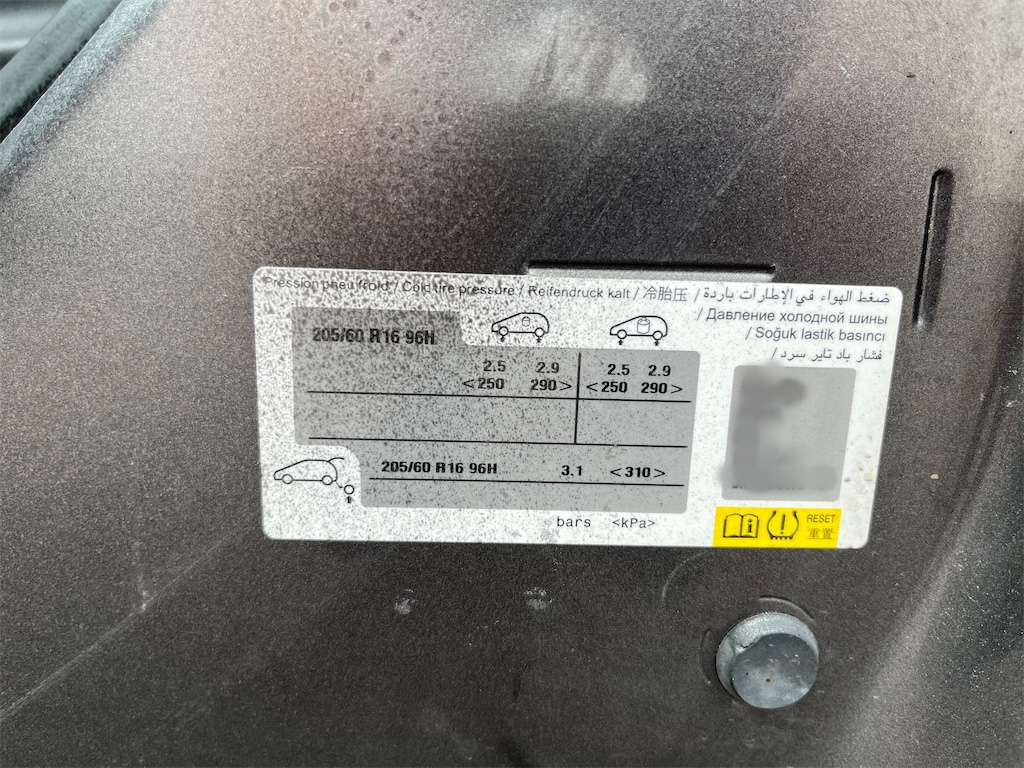 Pression pneu froid / Cold tire pressure / Reifendruck kalt / 冷胎压 / ضغط الهواء في الإطارات باردة
/ Давление холодной шины
/ Soğuk lastik basıncı
/ فشار باد تایر سرد
205/60 R16 96H
2.5 2.9 2.5 2.9
<250 290> <250 290>
205/60 R16 96H 3.1 <310>
bars <kPa>
RESET
重置